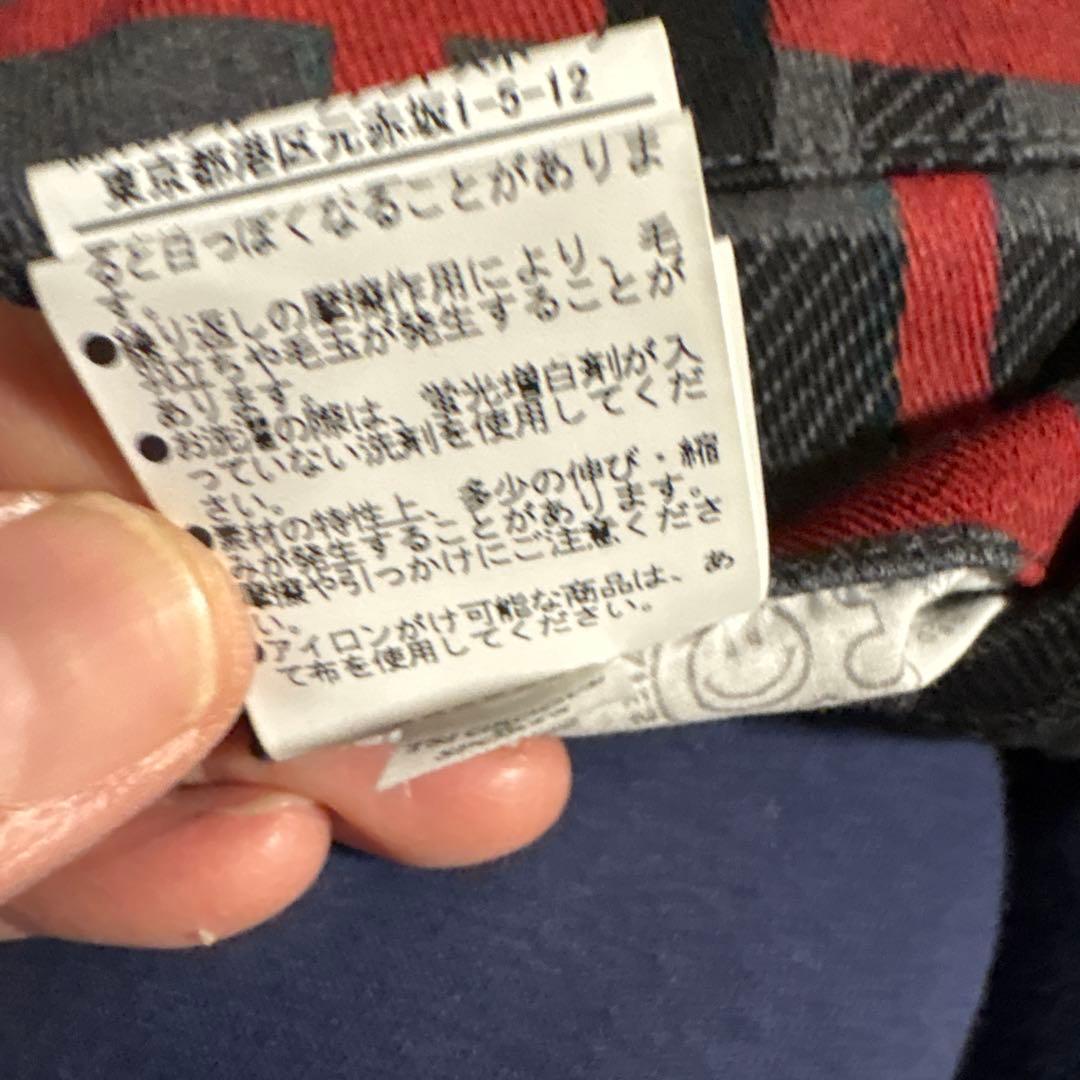 東京都港区元赤坂1-5-12
ると白っぽくなることがありま
す。
●繰り返しの摩擦作用により、毛
羽立ちや毛玉が発生することが
あります。
●お洗濯の際は、蛍光増白剤が入
っていない洗剤を使用してくだ
さい。
●素材の特性上、多少の伸び・縮
みが発生することがあります。
摩擦や引っかけにご注意くださ
い。
●アイロンがけ可能な商品は、あ
て布を使用してください。